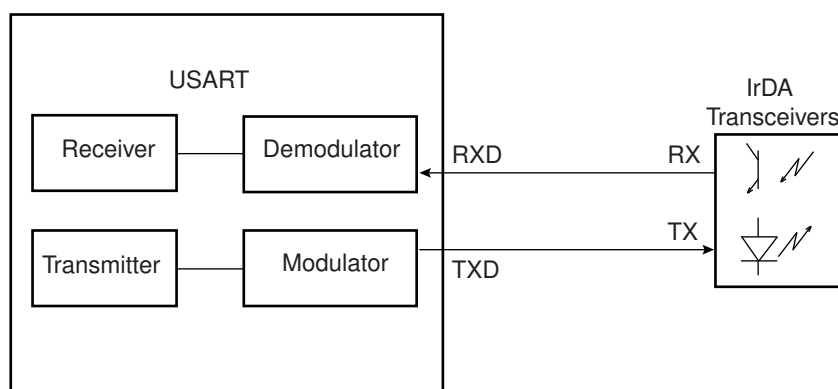 USART
IrDA
Transceivers
Receiver
Demodulator
RXD
RX
Transmitter
Modulator
TXD
TX